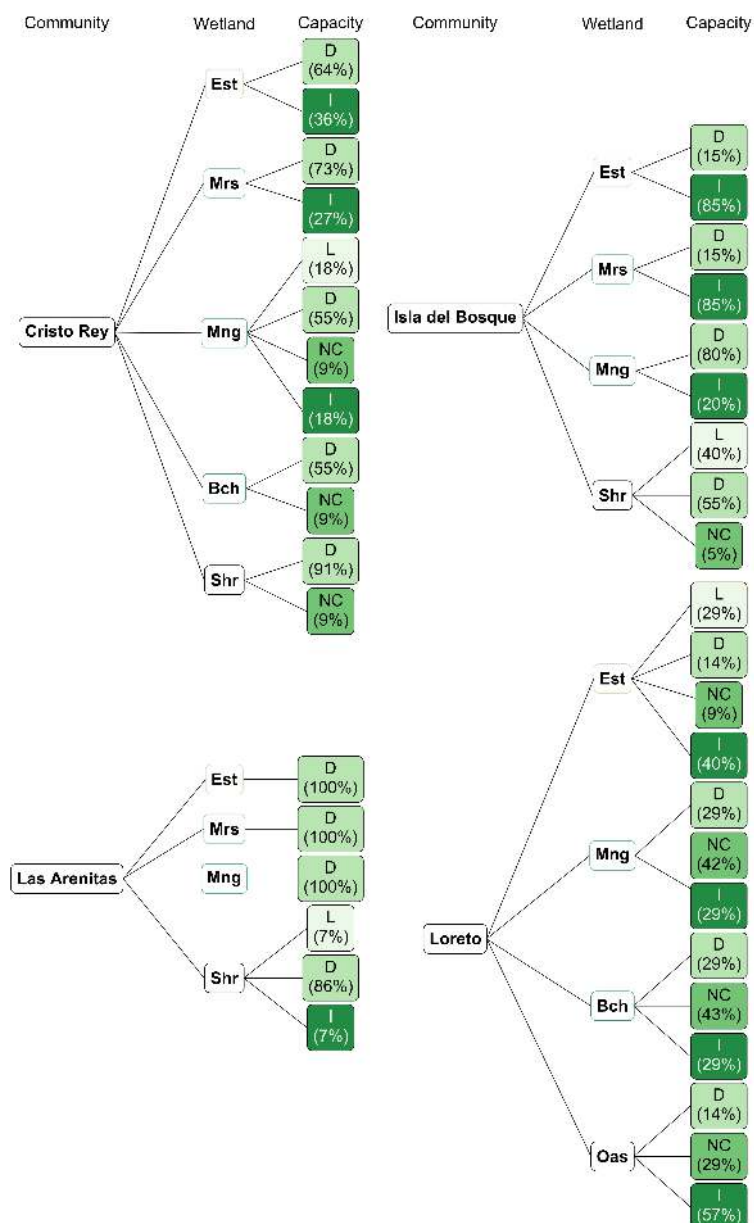 Community Wetland Capacity
Cristo Rey
Est
D
(64%)
I
(36%)
Mrs
D
(73%)
I
(27%)
Mng
L
(18%)
D
(55%)
NC
(9%)
I
(18%)
Bch
D
(55%)
NC
(9%)
Shr
D
(91%)
NC
(9%)
Las Arenitas
Est
D
(100%)
Mrs
D
(100%)
Mng
D
(100%)
Shr
L
(7%)
D
(86%)
I
(7%)
Community Wetland Capacity
Isla del Bosque
Est
D
(15%)
I
(85%)
Mrs
D
(15%)
I
(85%)
Mng
D
(80%)
I
(20%)
Shr
L
(40%)
D
(55%)
NC
(5%)
Loreto
Est
L
(29%)
D
(14%)
NC
(9%)
I
(40%)
Mng
D
(29%)
NC
(42%)
I
(29%)
Bch
D
(29%)
NC
(43%)
I
(29%)
Oas
D
(14%)
NC
(29%)
I
(57%)